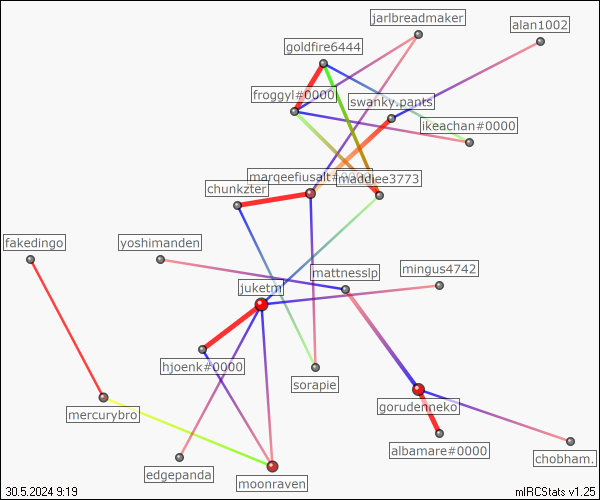 jarlbreadmaker
alan1002
goldfire6444
froggyl#0000
swanky.pants
ikeachan#0000
marqeefiusalt#
maddiee3773
chunkzter
fakedingo
yoshimanden
mattnesslp
mingus4742
juketm
hjoenk#0000
sorapie
gorudenneko
mercurybro
albamare#0000
edgepanda
chobham.
moonraven
30.5.2024 9:19
mIRCStats v1.25